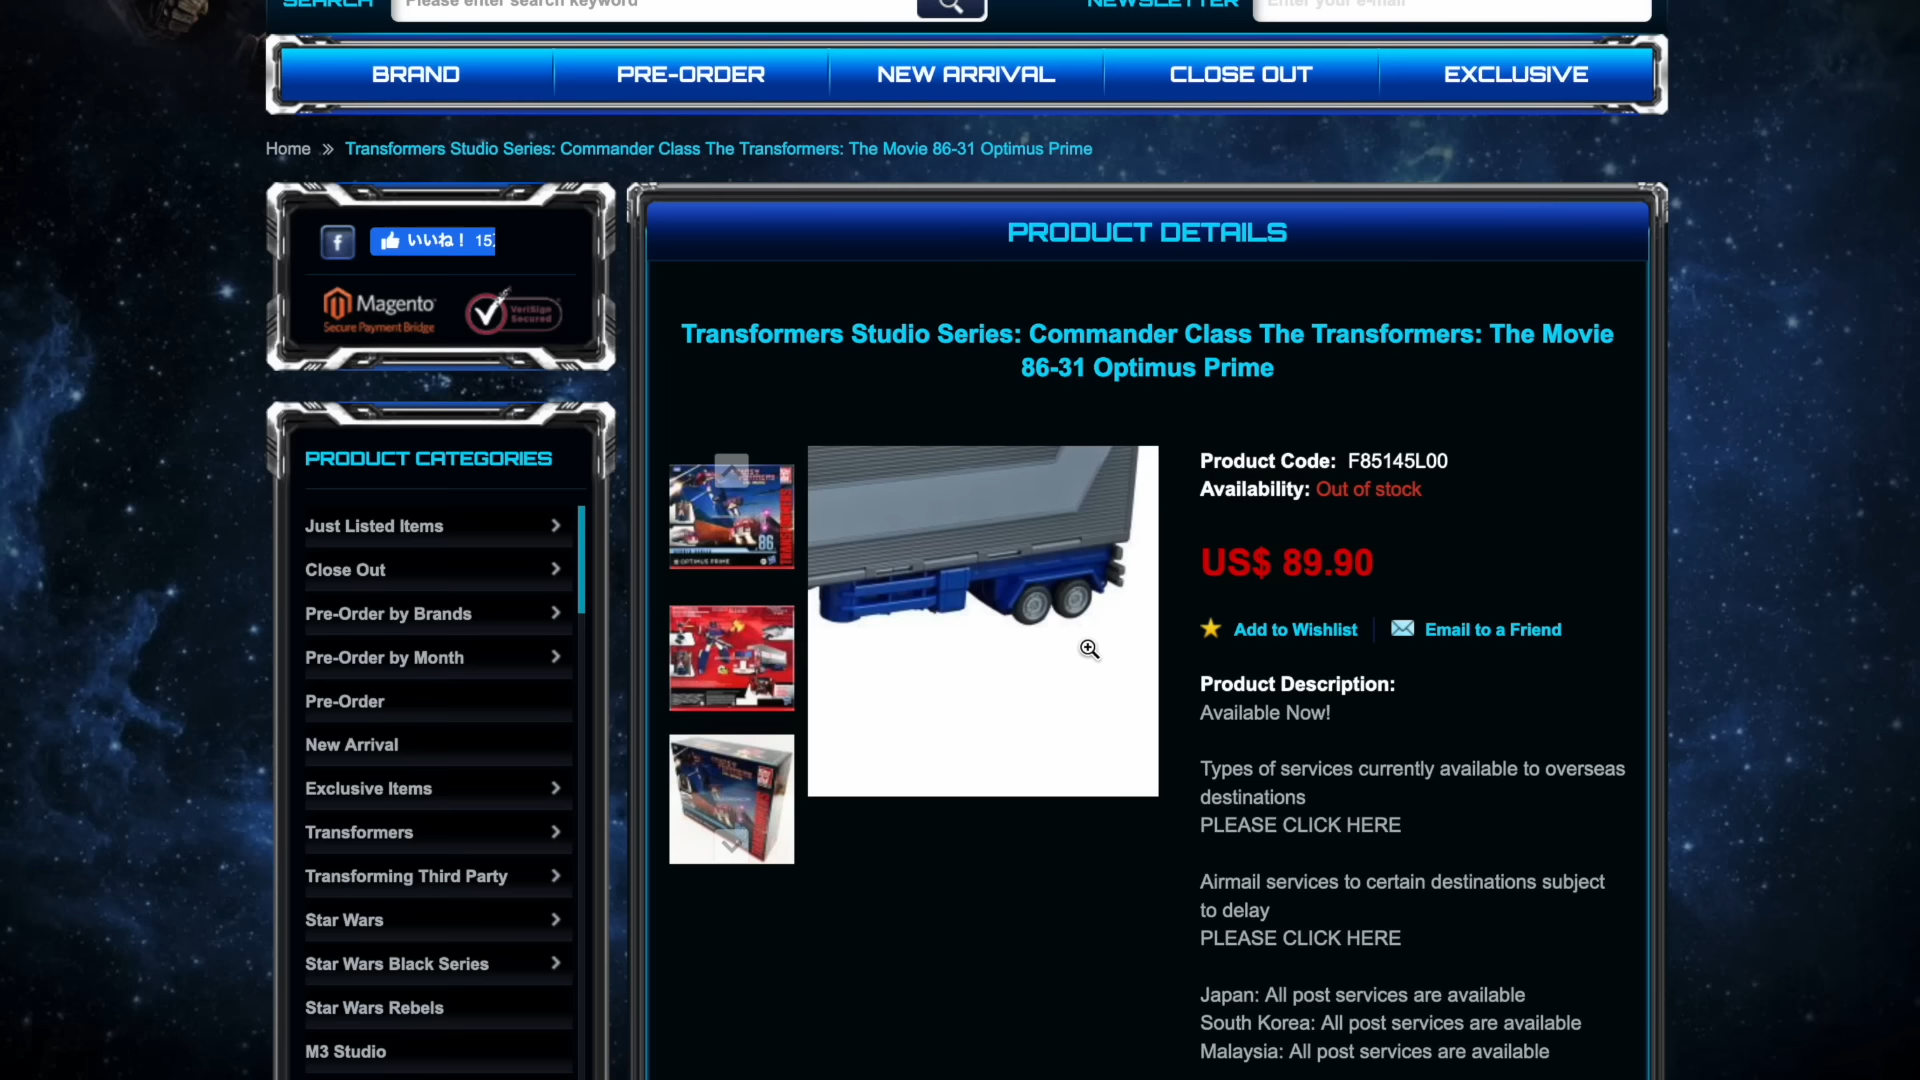 SEARCH
Please enter search keyword
NEWSLETTER
Enter your e-mail
BRAND
PRE-ORDER
NEW ARRIVAL
CLOSE OUT
EXCLUSIVE
Home » Transformers Studio Series: Commander Class The Transformers: The Movie 86-31 Optimus Prime
いいね！ 15
Magento
Secure Payment Bridge
VeriSign
Secured
PRODUCT CATEGORIES
Just Listed Items
Close Out
Pre-Order by Brands
Pre-Order by Month
Pre-Order
New Arrival
Exclusive Items
Transformers
Transforming Third Party
Star Wars
Star Wars Black Series
Star Wars Rebels
M3 Studio
PRODUCT DETAILS
Transformers Studio Series: Commander Class The Transformers: The Movie
86-31 Optimus Prime
TRANSFORMERS
86
OPTIMUS PRIME
Product Code: F85145L00
Availability: Out of stock
US$ 89.90
Add to Wishlist
Email to a Friend
Product Description:
Available Now!
Types of services currently available to overseas
destinations
PLEASE CLICK HERE
Airmail services to certain destinations subject
to delay
PLEASE CLICK HERE
Japan: All post services are available
South Korea: All post services are available
Malaysia: All post services are available